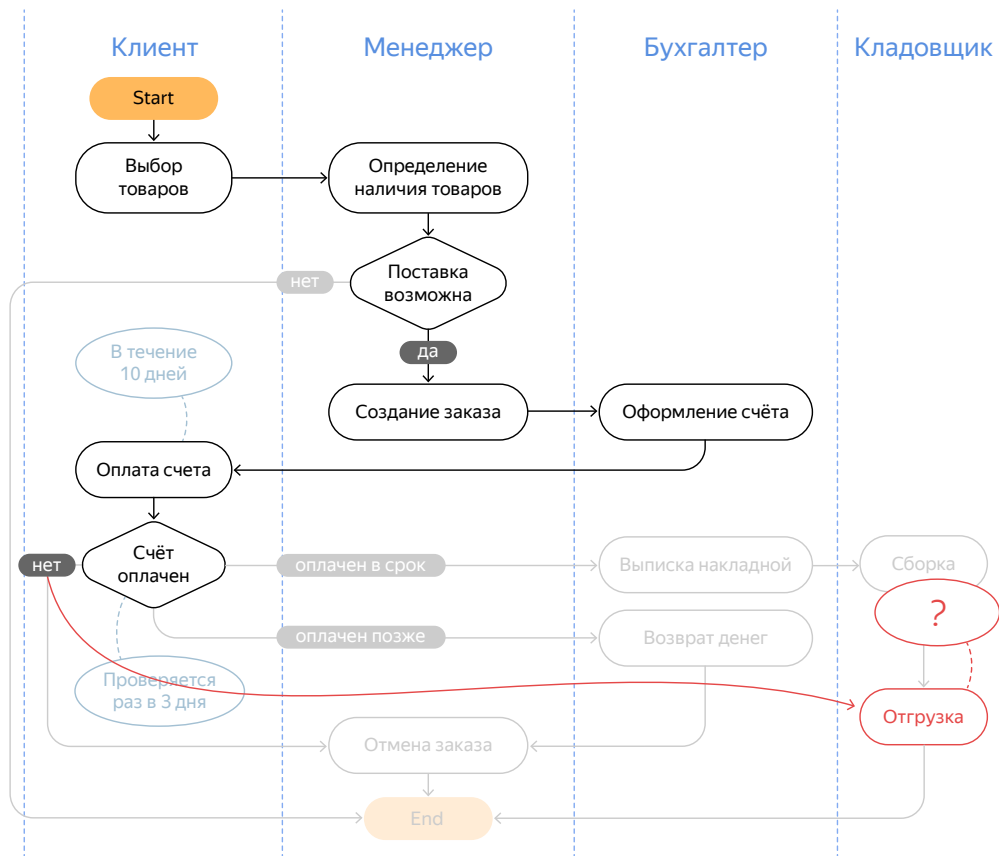 Клиент
Менеджер
Бухгалтер
Кладовщик
Start
Выбор
товаров
Определение
наличия товаров
Поставка
возможна
нет
да
В течение
10 дней
Создание заказа
Оформление счёта
Оплата счета
Счёт
оплачен
нет
оплачен в срок
Выписка накладной
Сборка
?
оплачен позже
Возврат денег
Проверяется
раз в 3 дня
Отгрузка
Отмена заказа
End